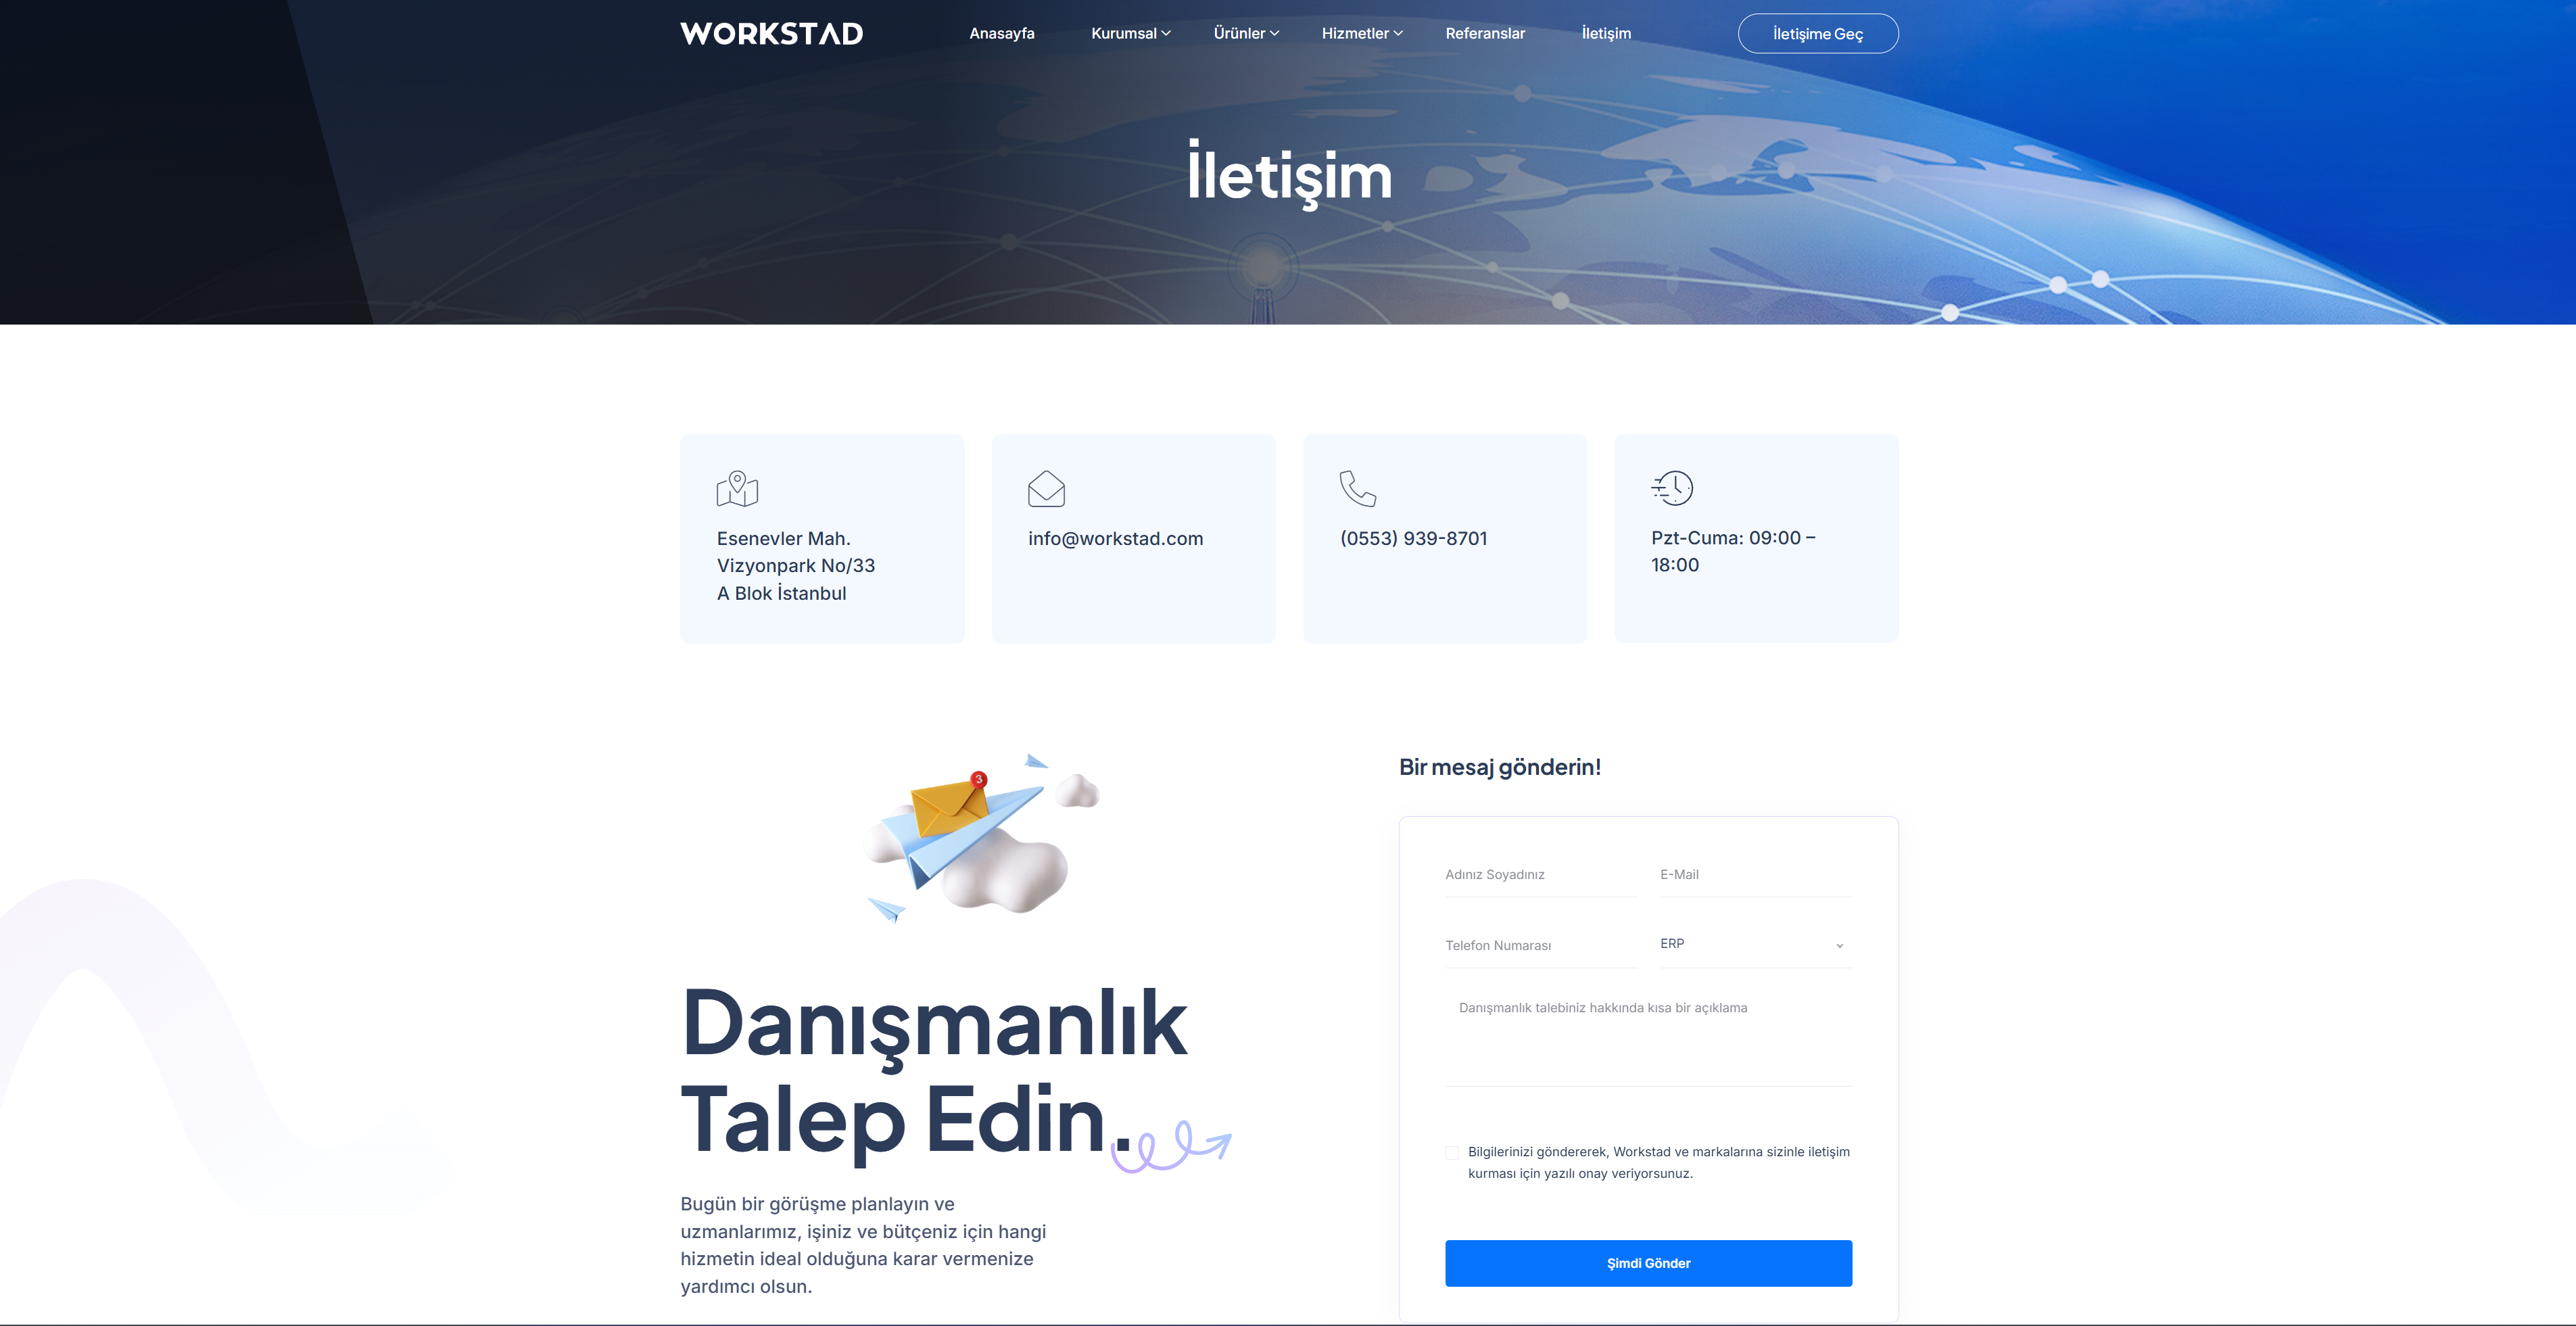 WORKSTAD
Anasayfa
Kurumsal
Ürünler
Hizmetler
Referanslar
İletişim
İletişime Geç
İletişim
Esenevler Mah.
Vizyonpark No/33
A Blok İstanbul
info@workstad.com
(0553) 939-8701
Pzt-Cuma: 09:00 –
18:00
3
Danışmanlık
Talep Edin.
Bugün bir görüşme planlayın ve
uzmanlarımız, işiniz ve bütçeniz için hangi
hizmetin ideal olduğuna karar vermenize
yardımcı olsun.
Bir mesaj gönderin!
Adınız Soyadınız
E-Mail
Telefon Numarası
ERP
Danışmanlık talebiniz hakkında kısa bir açıklama
Bilgilerinizi göndererek, Workstad ve markalarına sizinle iletişim
kurması için yazılı onay veriyorsunuz.
Şimdi Gönder